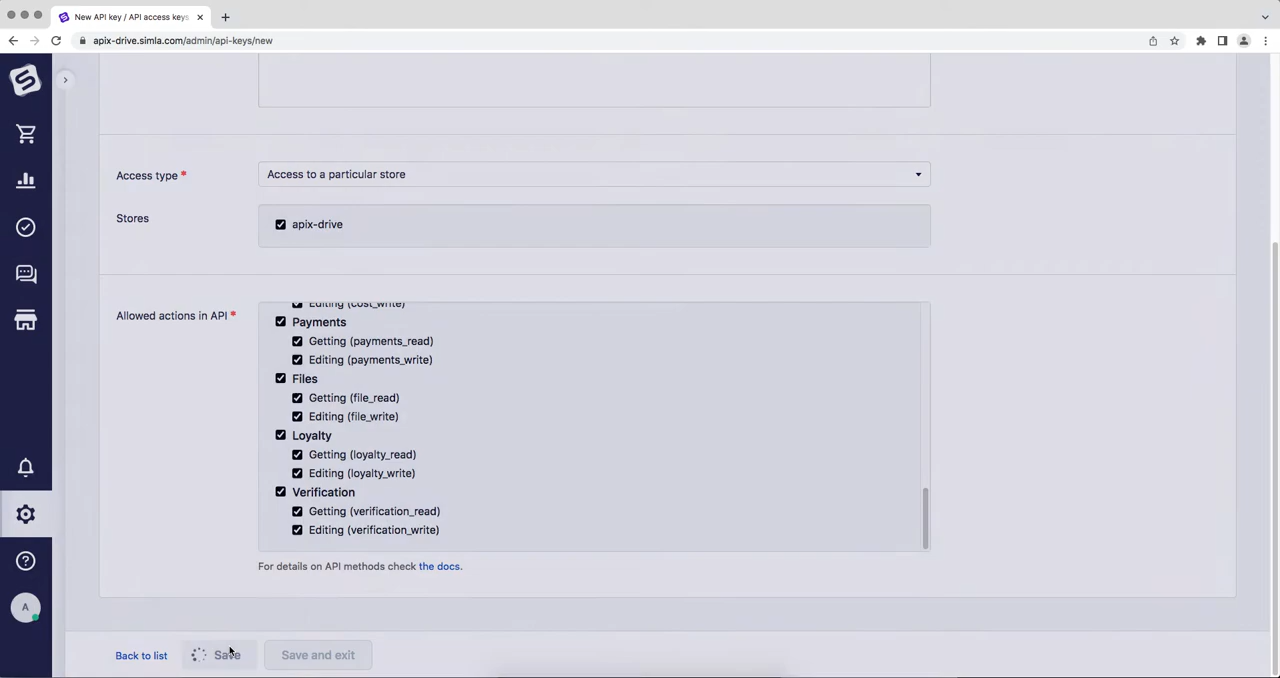 New API key / API access keys
apix-drive.simla.com/admin/api-keys/new
Access type *
Access to a particular store
Stores
apix-drive
Allowed actions in API *
Editing (cost_write)
Payments
Getting (payments_read)
Editing (payments_write)
Files
Getting (file_read)
Editing (file_write)
Loyalty
Getting (loyalty_read)
Editing (loyalty_write)
Verification
Getting (verification_read)
Editing (verification_write)
For details on API methods check the docs.
A
Back to list
Save
Save and exit